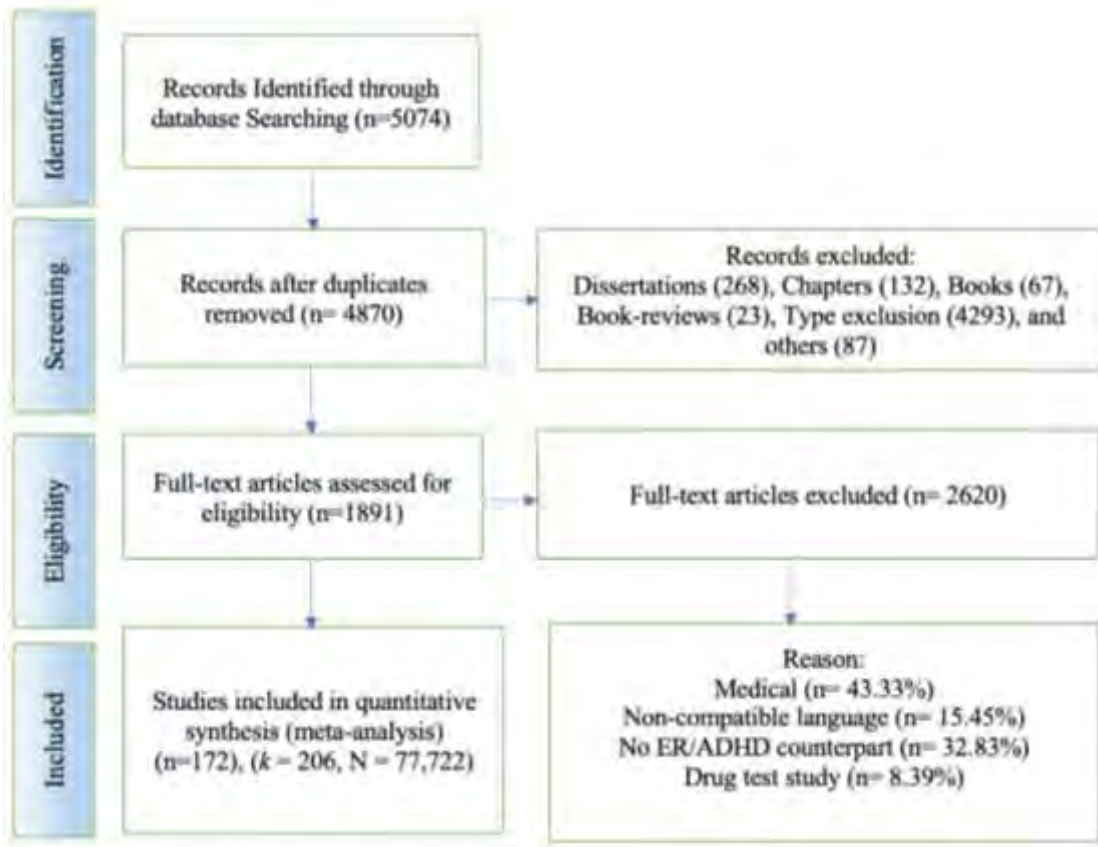 Identification
Records Identified through
database Searching (n=5074)
Screening
Records after duplicates
removed (n= 4870)
Records excluded:
Dissertations (268), Chapters (132), Books (67),
Book-reviews (23), Type exclusion (4293), and
others (87)
Eligibility
Full-text articles assessed for
eligibility (n=1891)
Full-text articles excluded (n= 2620)
Included
Studies included in quantitative
synthesis (meta-analysis)
(n=172), (k = 206, N = 77,722)
Reason:
Medical (n= 43.33%)
Non-compatible language (n= 15.45%)
No ER/ADHD counterpart (n= 32.83%)
Drug test study (n= 8.39%)